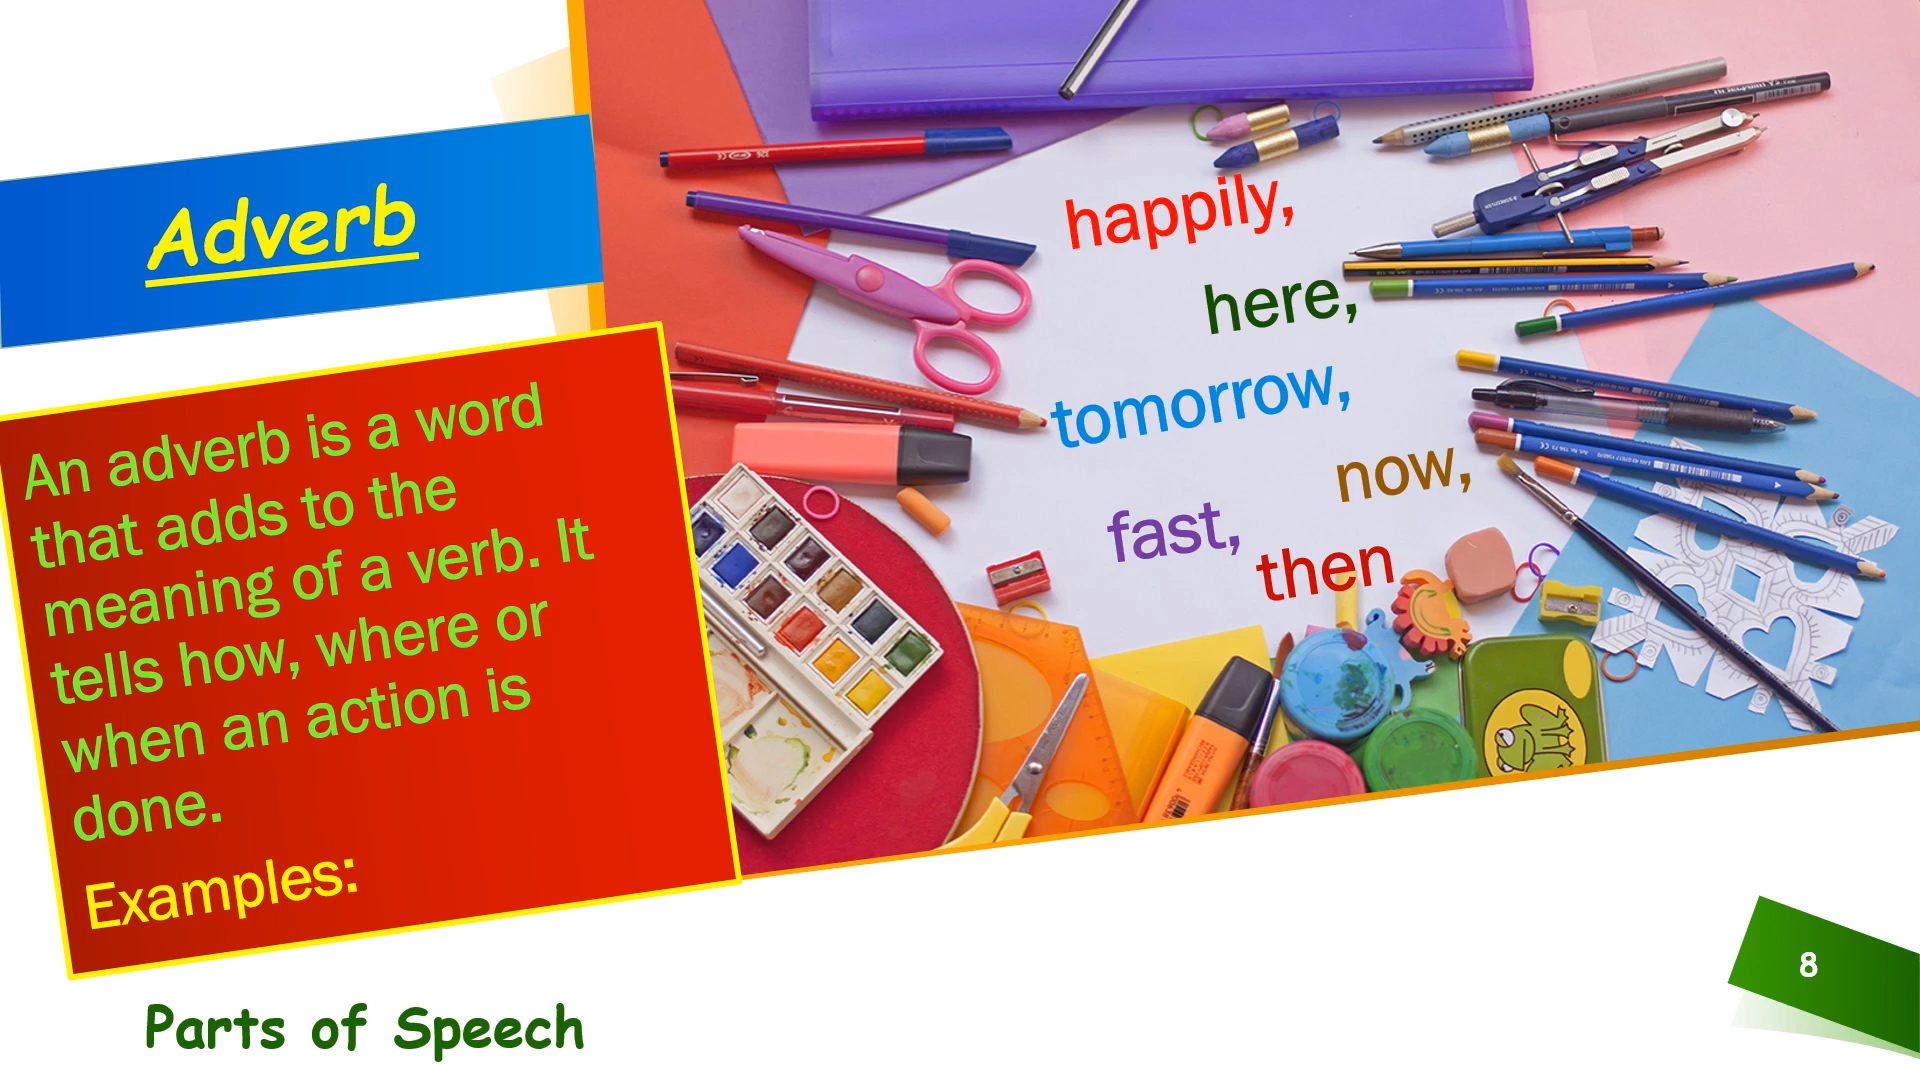 Adverb
An adverb is a word
that adds to the
meaning of a verb. It
tells how, where or
when an action is
done.
Examples:
happily,
here,
tomorrow,
now,
fast,
then
Parts of Speech
8